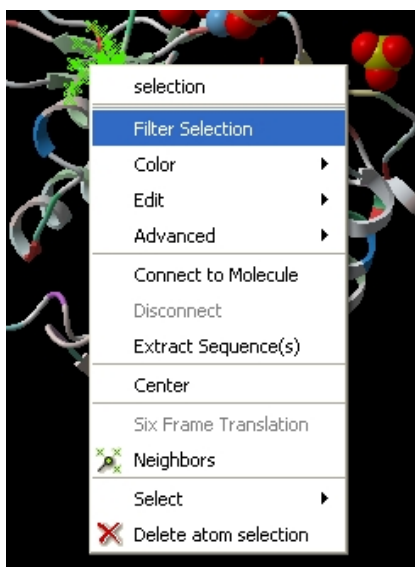 selection
Filter Selection
Color
Edit
Advanced
Connect to Molecule
Disconnect
Extract Sequence(s)
Center
Six Frame Translation
Neighbors
Select
Delete atom selection